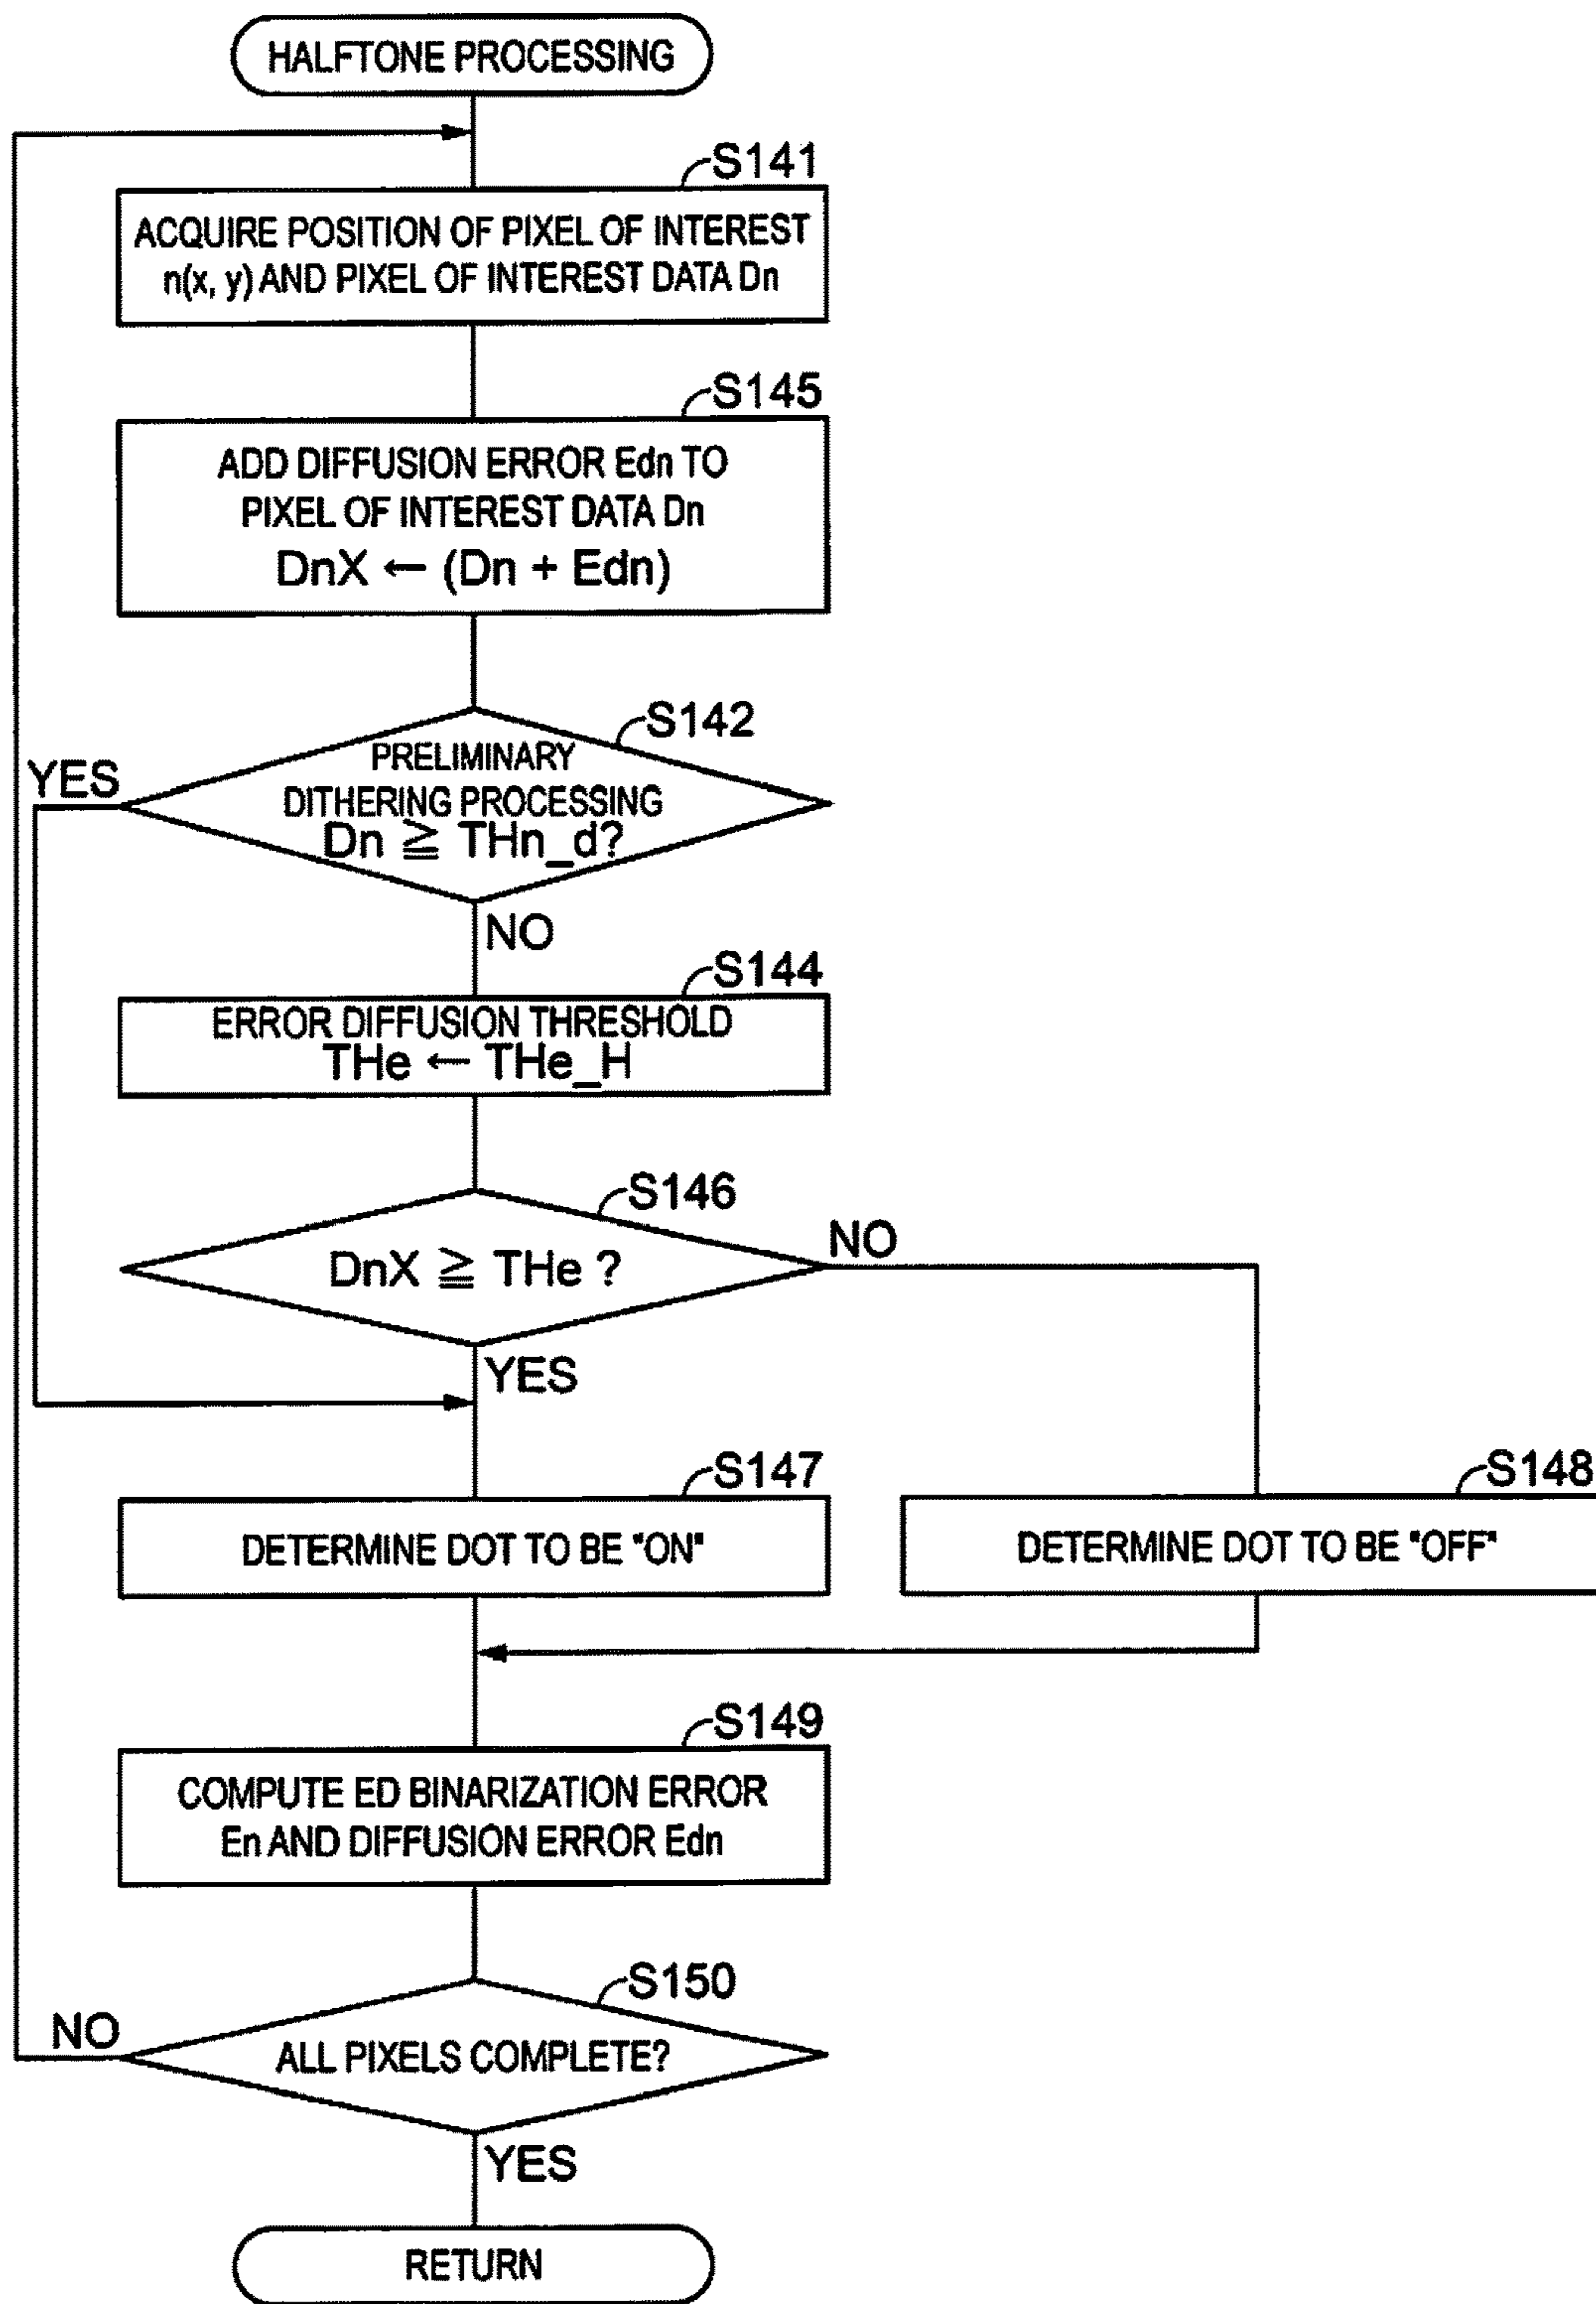 HALFTONE PROCESSING
S141
ACQUIRE POSITION OF PIXEL OF INTEREST
n(x, y) AND PIXEL OF INTEREST DATA Dn
S145
ADD DIFFUSION ERROR Edn TO
PIXEL OF INTEREST DATA Dn
DnX ← (Dn + Edn)
S142
PRELIMINARY
YES
DITHERING PROCESSING
Dn ≧ THn_d?
NO
S144
ERROR DIFFUSION THRESHOLD
THe ← THe_H
S146
NO
DnX ≧ THe ?
YES
S147
S148
DETERMINE DOT TO BE "ON"
DETERMINE DOT TO BE "OFF"
S149
COMPUTE ED BINARIZATION ERROR
En AND DIFFUSION ERROR Edn
S150
NO
ALL PIXELS COMPLETE?
YES
RETURN